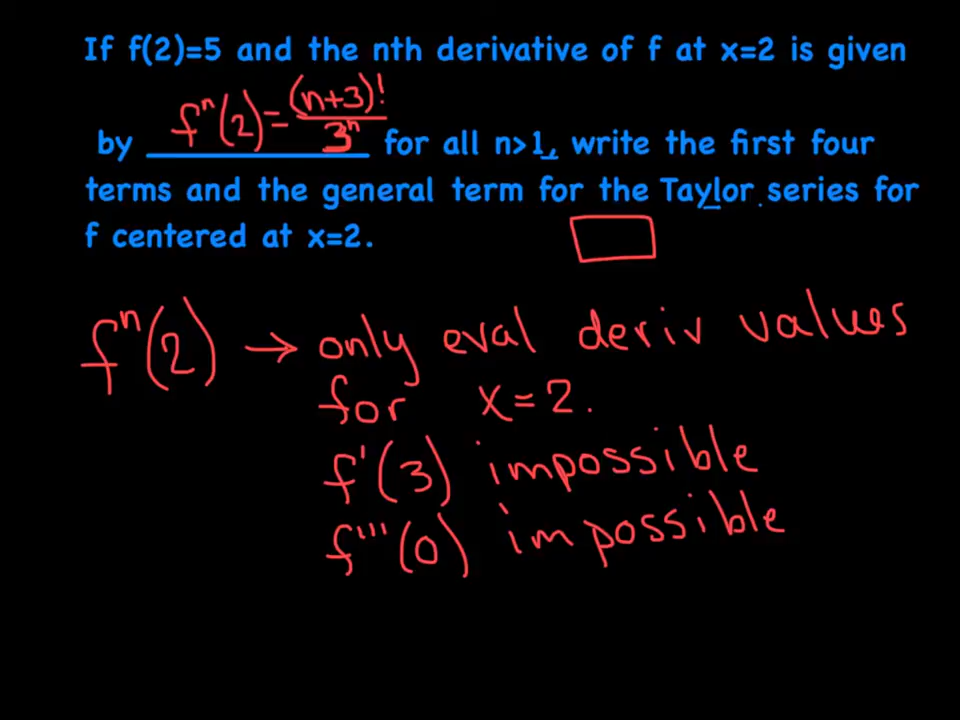 If f(2)=5 and the nth derivative of f at x=2 is given
by fⁿ(2)=(n+3)!/3ⁿ for all n>1, write the first four
terms and the general term for the Taylor series for
f centered at x=2.
fⁿ(2) → only eval deriv values
for x=2.
f'(3) impossible
f'''(0) impossible